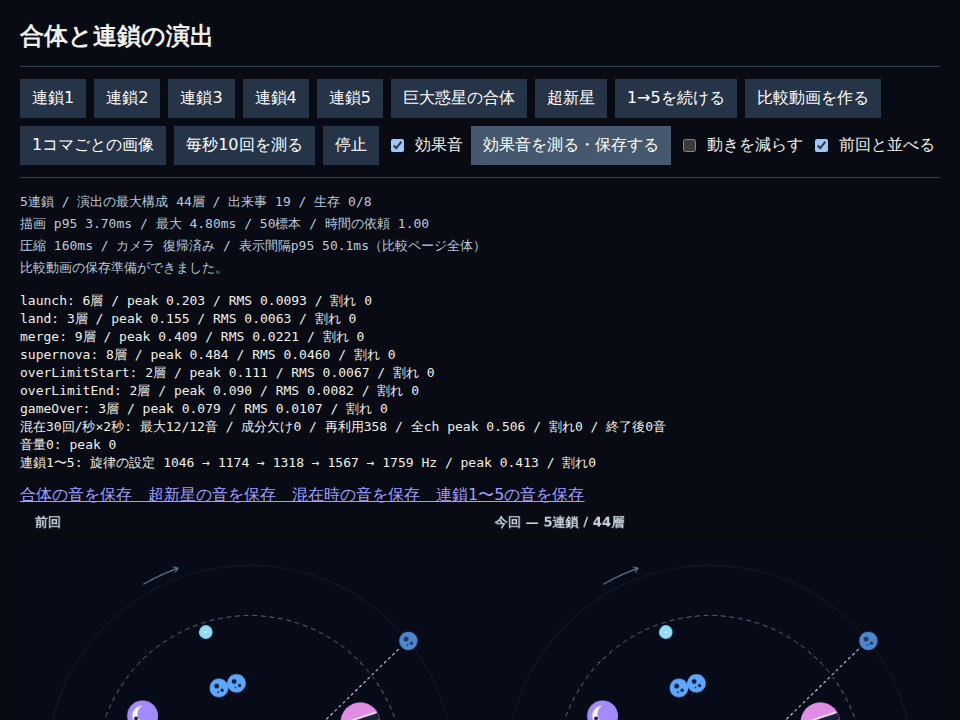 合体と連鎖の演出
連鎖1 連鎖2 連鎖3 連鎖4 連鎖5 巨大惑星の合体 超新星 1→5を続ける 比較動画を作る
1コマごとの画像 毎秒10回を測る 停止 効果音 効果音を測る・保存する 動きを減らす 前回と並べる
5連鎖 / 演出の最大構成 44層 / 出来事 19 / 生存 0/8
描画 p95 3.70ms / 最大 4.80ms / 50標本 / 時間の依頼 1.00
圧縮 160ms / カメラ 復帰済み / 表示間隔p95 50.1ms（比較ページ全体）
比較動画の保存準備ができました。
launch: 6層 / peak 0.203 / RMS 0.0093 / 割れ 0
land: 3層 / peak 0.155 / RMS 0.0063 / 割れ 0
merge: 9層 / peak 0.409 / RMS 0.0221 / 割れ 0
supernova: 8層 / peak 0.484 / RMS 0.0460 / 割れ 0
overLimitStart: 2層 / peak 0.111 / RMS 0.0067 / 割れ 0
overLimitEnd: 2層 / peak 0.090 / RMS 0.0082 / 割れ 0
gameOver: 3層 / peak 0.079 / RMS 0.0107 / 割れ 0
混在30回/秒×2秒: 最大12/12音 / 成分欠け0 / 再利用358 / 全ch peak 0.506 / 割れ0 / 終了後0音
音量0: peak 0
連鎖1〜5: 旋律の設定 1046 → 1174 → 1318 → 1567 → 1759 Hz / peak 0.413 / 割れ0
合体の音を保存 超新星の音を保存 混在時の音を保存 連鎖1〜5の音を保存
前回 今回 — 5連鎖 / 44層